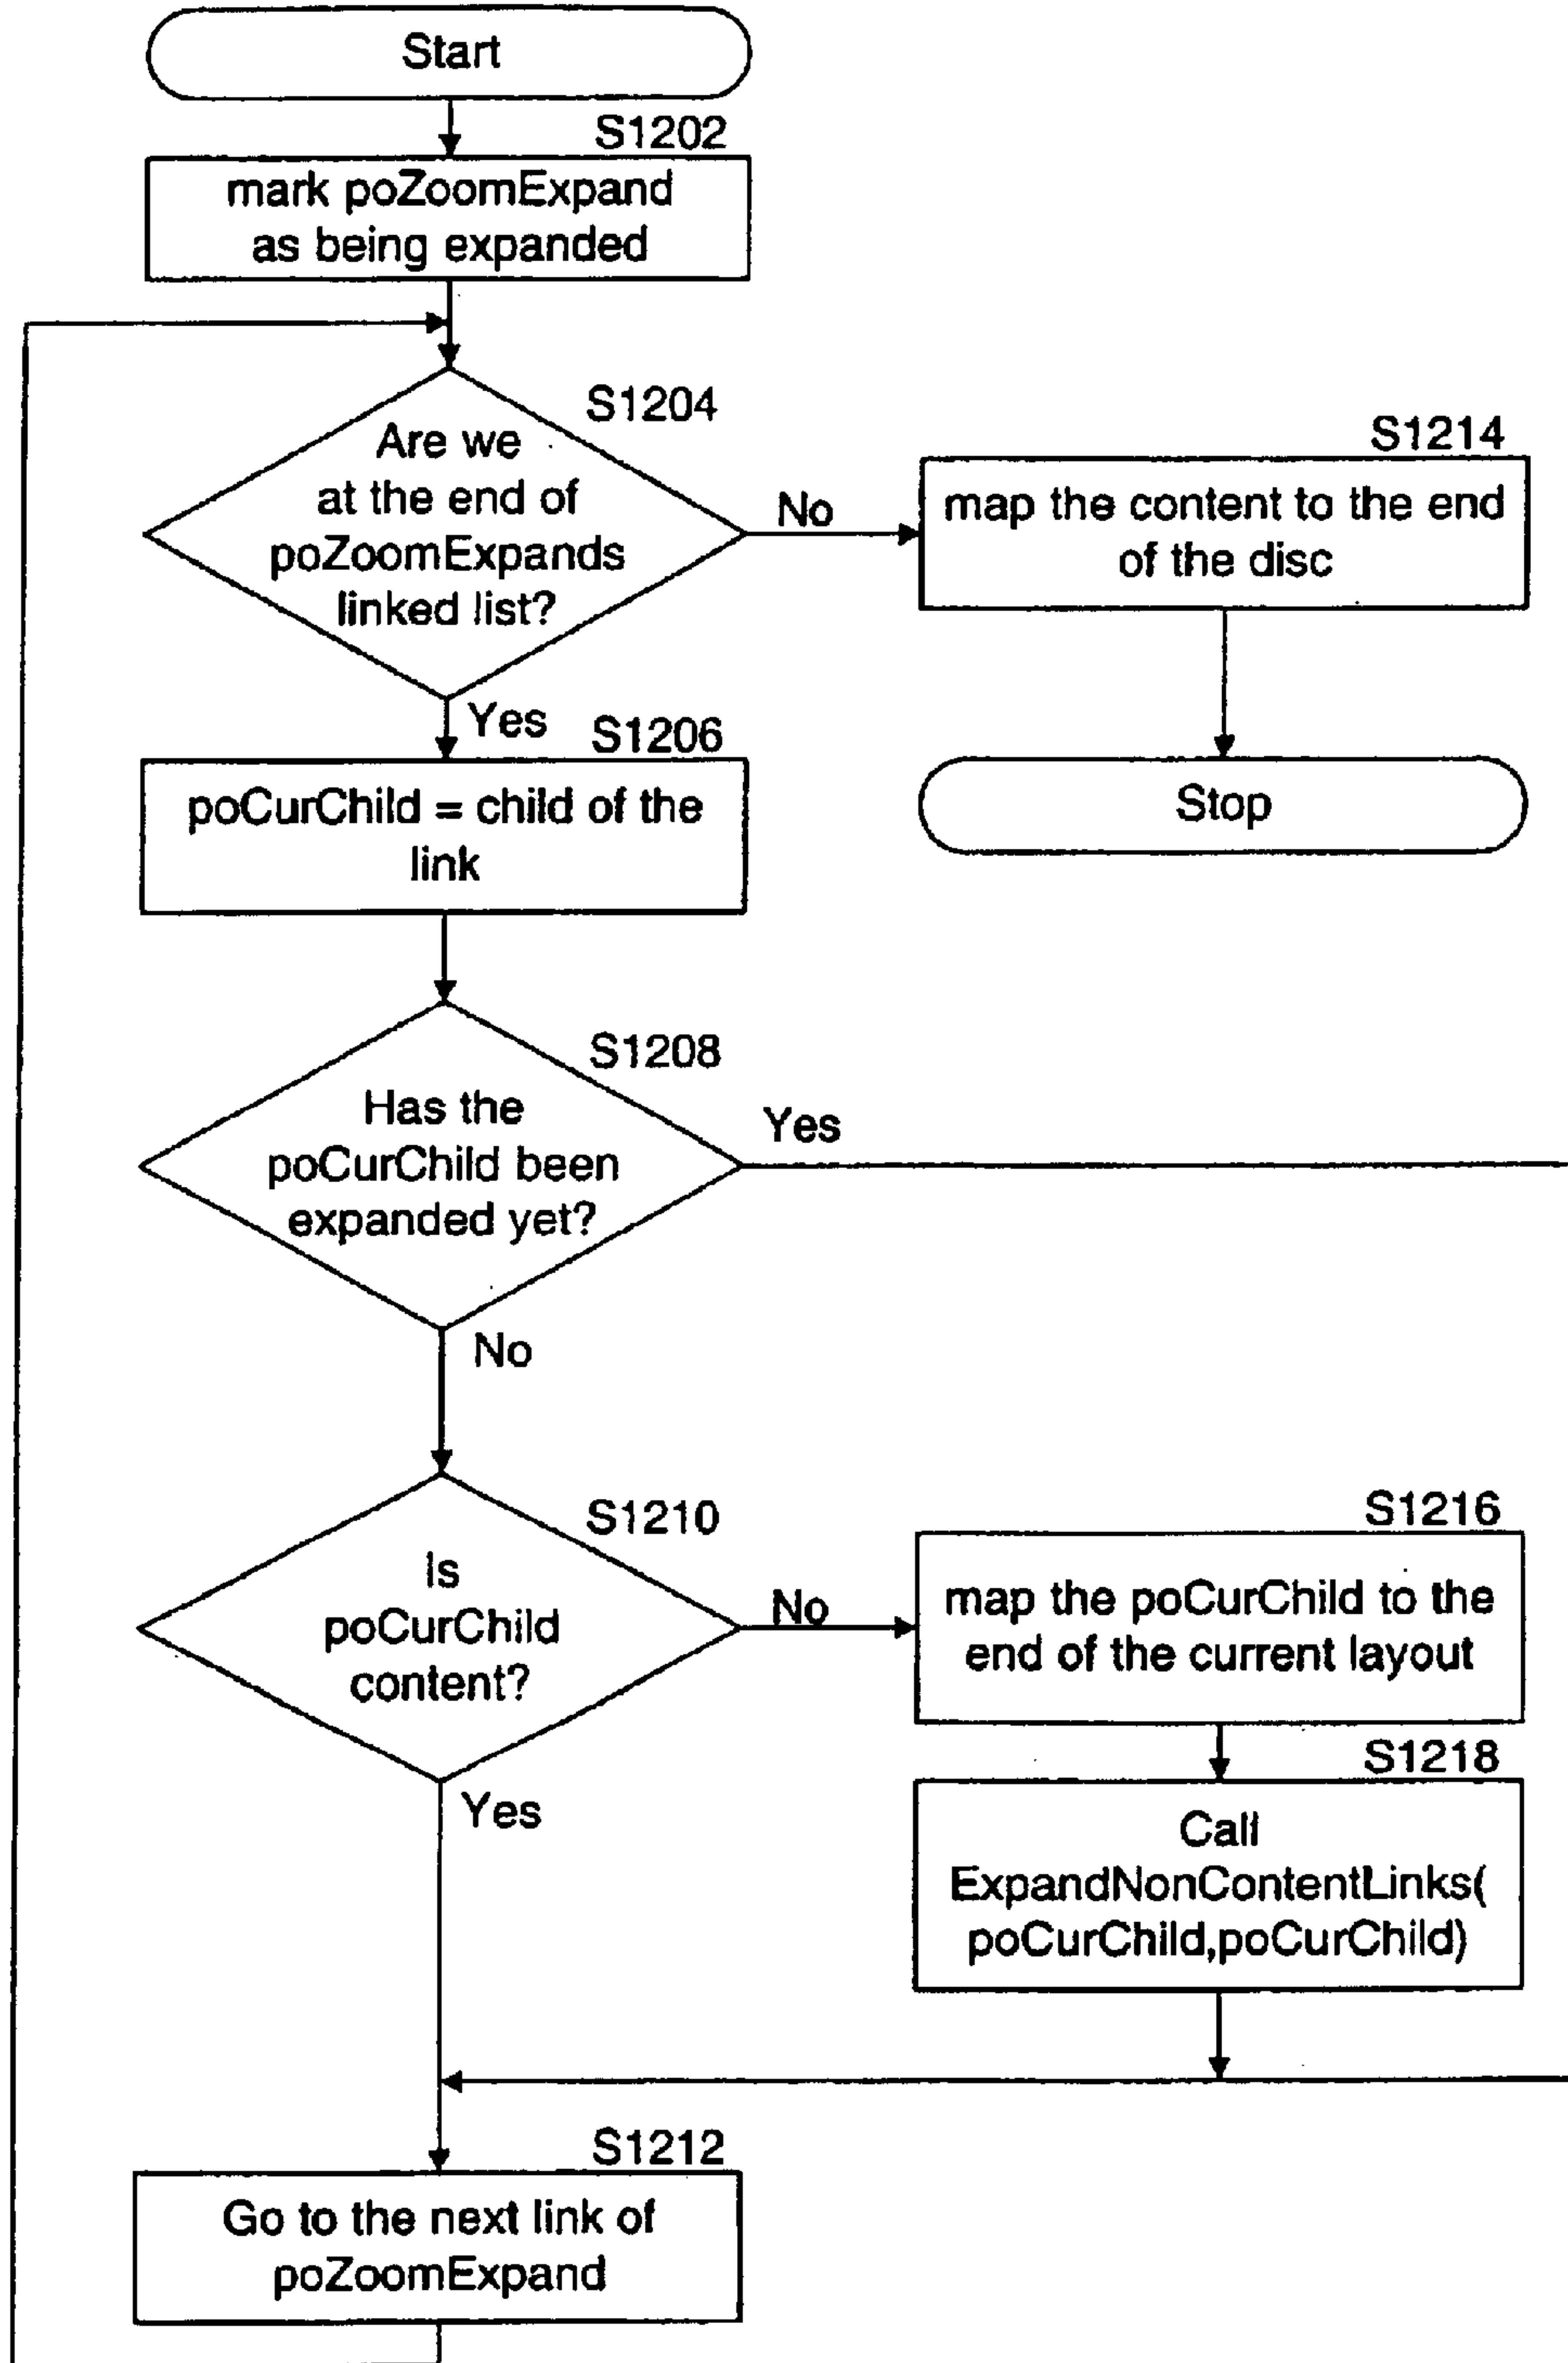 Start
S1202
mark poZoomExpand
as being expanded
S1204
Are we
at the end of
poZoomExpands
linked list?
No
S1214
map the content to the end
of the disc
Stop
Yes
S1206
poCurChild = child of the
link
S1208
Has the
poCurChild been
expanded yet?
Yes
No
S1210
Is
poCurChild
content?
No
S1216
map the poCurChild to the
end of the current layout
S1218
Call
ExpandNonContentLinks(
poCurChild,poCurChild)
Yes
S1212
Go to the next link of
poZoomExpand